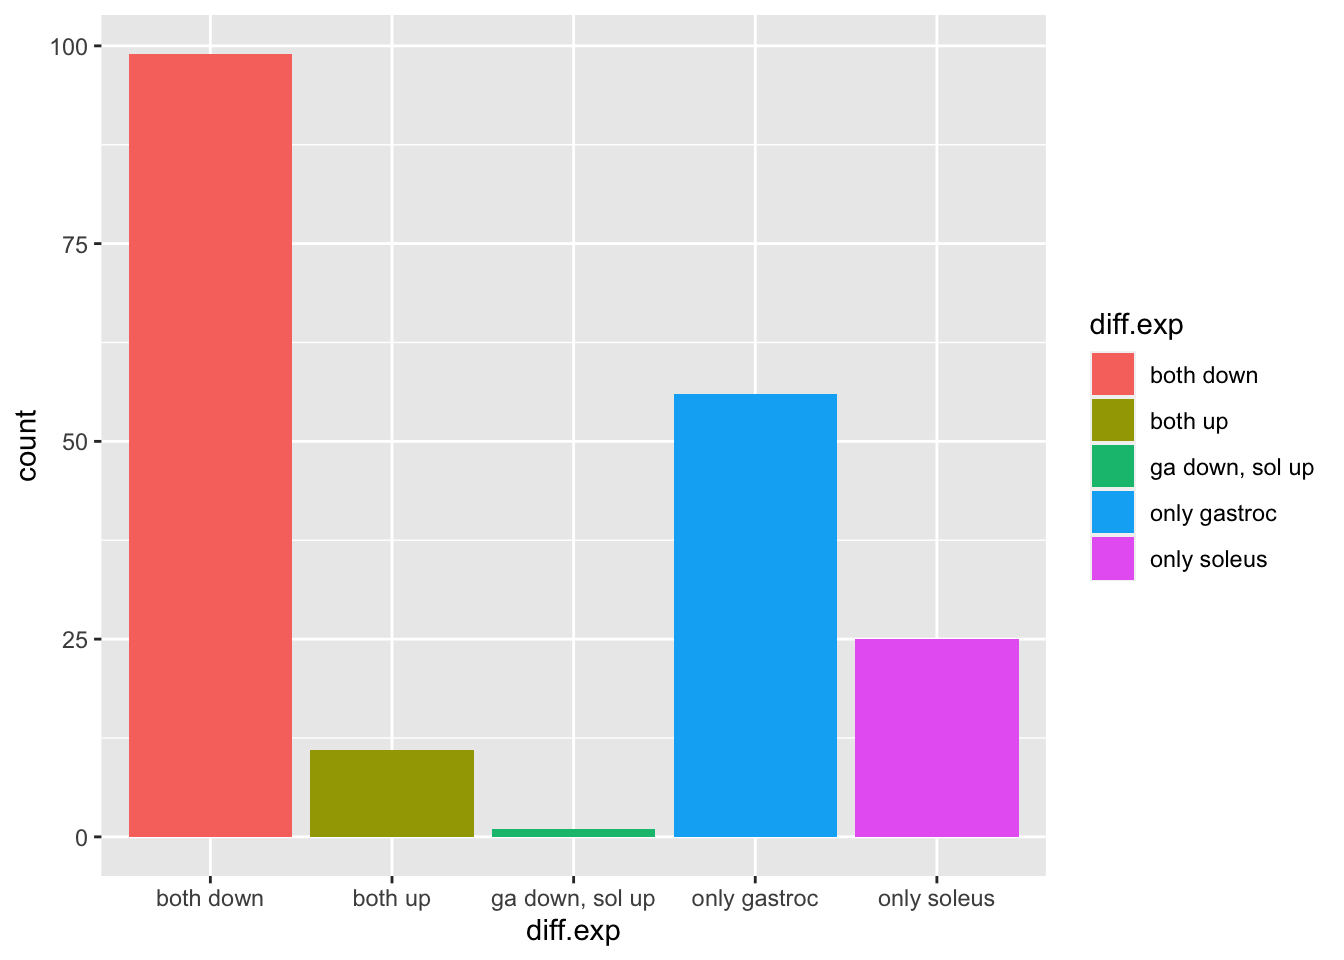 count
100
75
50
25
0
both down
both up
ga down, sol up
only gastroc
only soleus
diff.exp
diff.exp
both down
both up
ga down, sol up
only gastroc
only soleus